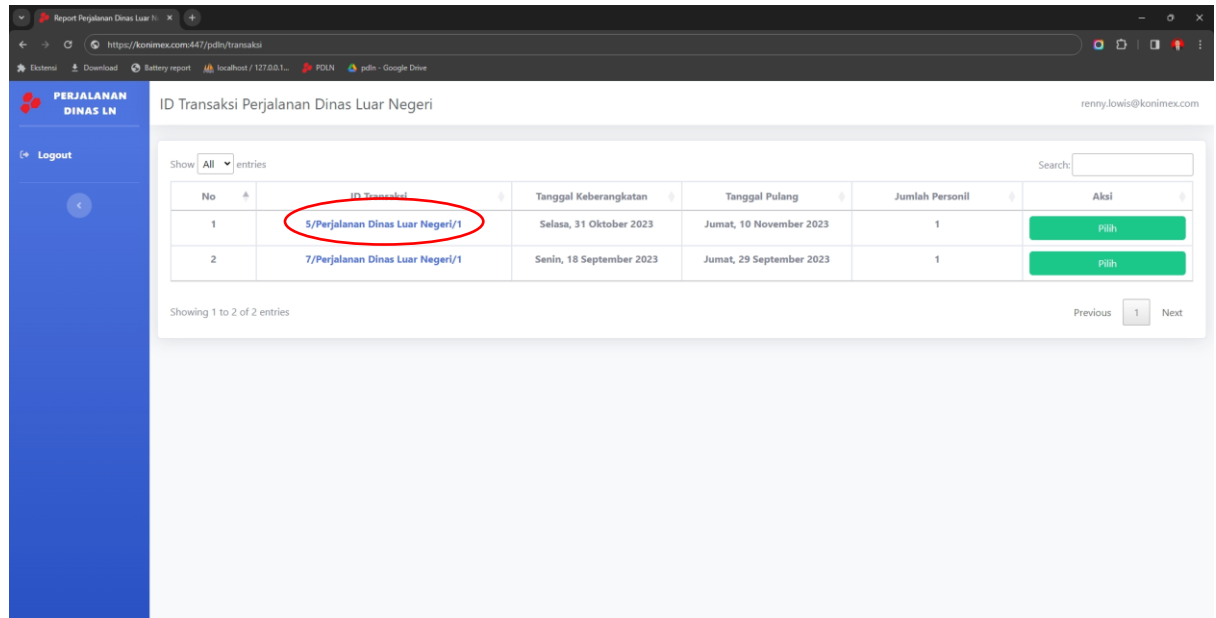 Report Perjalanan Dinas Luar N
https://konimex.com:447/pdln/transaksi
Ekstensi Download Battery report localhost / 127.0.0.1... PDLN pdln - Google Drive
PERJALANAN
DINAS LN
ID Transaksi Perjalanan Dinas Luar Negeri
renny.lowis@konimex.com
Logout
Show All entries
Search:
No ID Transaksi Tanggal Keberangkatan Tanggal Pulang Jumlah Personil Aksi
1 5/Perjalanan Dinas Luar Negeri/1 Selasa, 31 Oktober 2023 Jumat, 10 November 2023 1 Pilih
2 7/Perjalanan Dinas Luar Negeri/1 Senin, 18 September 2023 Jumat, 29 September 2023 1 Pilih
Showing 1 to 2 of 2 entries
Previous 1 Next